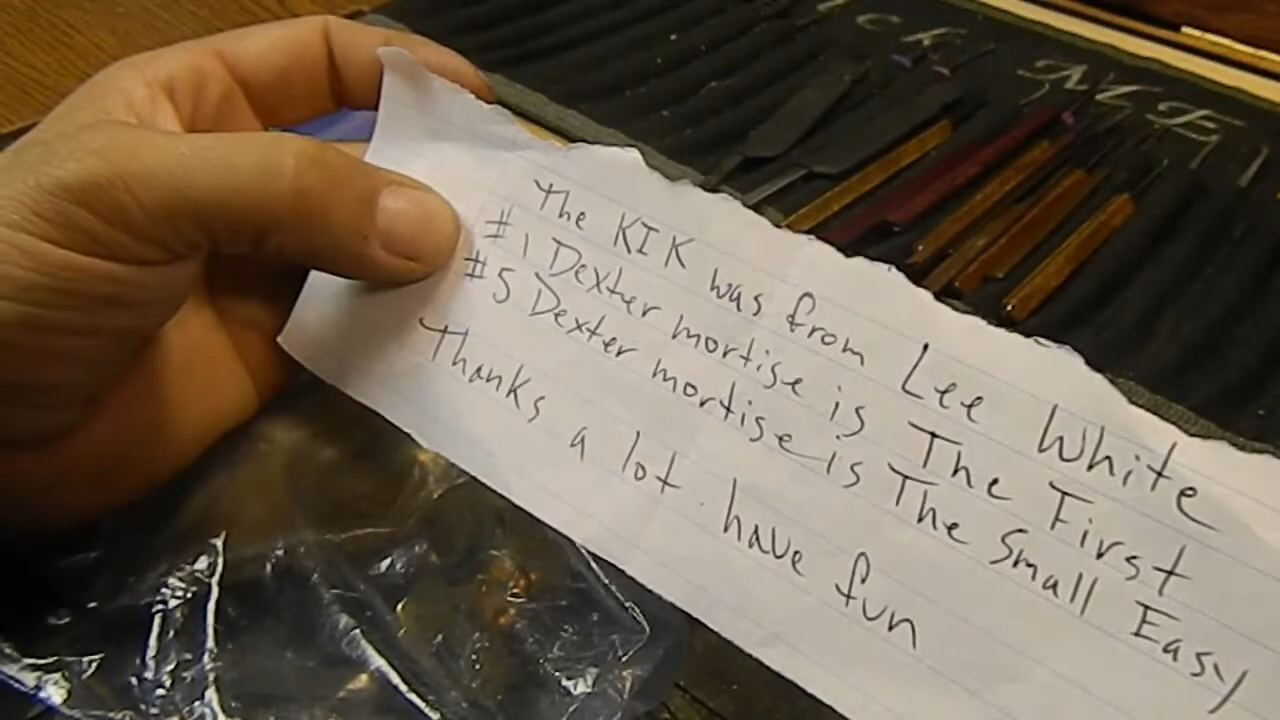 The KIK was from Lee White
#1 Dexter mortise is The First
#5 Dexter mortise is The Small Easy
Thanks a lot have fun